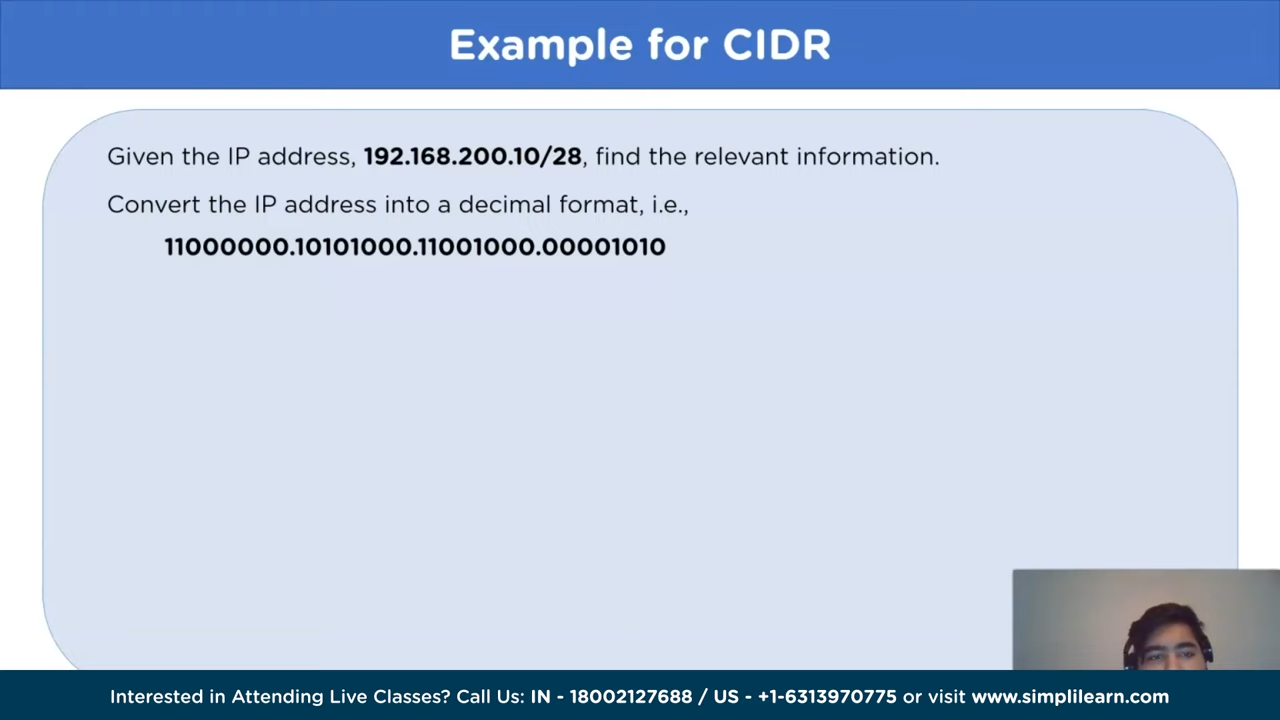 Example for CIDR
Given the IP address, 192.168.200.10/28, find the relevant information.
Convert the IP address into a decimal format, i.e.,
11000000.10101000.11001000.00001010
Interested in Attending Live Classes? Call Us: IN - 18002127688 / US - +1-6313970775 or visit www.simplilearn.com